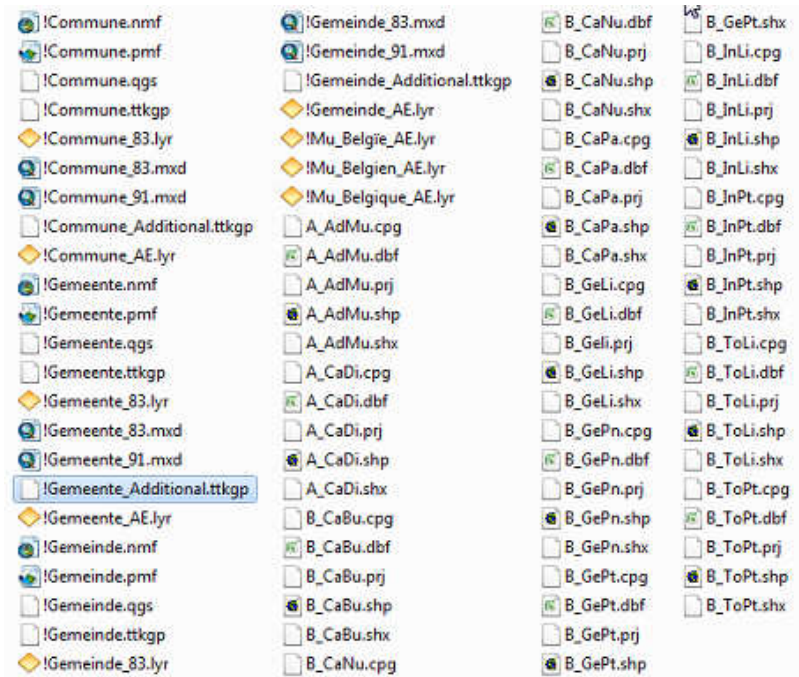 !Commune.nmf
!Commune.pmf
!Commune.qgs
!Commune.ttkgp
!Commune_83.lyr
!Commune_83.mxd
!Commune_91.mxd
!Commune_Additional.ttkgp
!Commune_AE.lyr
!Gemeente.nmf
!Gemeente.pmf
!Gemeente.qgs
!Gemeente.ttkgp
!Gemeente_83.lyr
!Gemeente_83.mxd
!Gemeente_91.mxd
!Gemeente_Additional.ttkgp
!Gemeente_AE.lyr
!Gemeinde.nmf
!Gemeinde.pmf
!Gemeinde.qgs
!Gemeinde.ttkgp
!Gemeinde_83.lyr
!Gemeinde_83.mxd
!Gemeinde_91.mxd
!Gemeinde_Additional.ttkgp
!Gemeinde_AE.lyr
!Mu_Belgïe_AE.lyr
!Mu_Belgien_AE.lyr
!Mu_Belgique_AE.lyr
A_AdMu.cpg
A_AdMu.dbf
A_AdMu.prj
A_AdMu.shp
A_AdMu.shx
A_CaDi.cpg
A_CaDi.dbf
A_CaDi.prj
A_CaDi.shp
A_CaDi.shx
B_CaBu.cpg
B_CaBu.dbf
B_CaBu.prj
B_CaBu.shp
B_CaBu.shx
B_CaNu.cpg
B_CaNu.dbf
B_CaNu.prj
B_CaNu.shp
B_CaNu.shx
B_CaPa.cpg
B_CaPa.dbf
B_CaPa.prj
B_CaPa.shp
B_CaPa.shx
B_GeLi.cpg
B_GeLi.dbf
B_Geli.prj
B_GeLi.shp
B_GeLi.shx
B_GePn.cpg
B_GePn.dbf
B_GePn.prj
B_GePn.shp
B_GePn.shx
B_GePt.cpg
B_GePt.dbf
B_GePt.prj
B_GePt.shp
B_GePt.shx
B_InLi.cpg
B_InLi.dbf
B_InLi.prj
B_InLi.shp
B_InLi.shx
B_InPt.cpg
B_InPt.dbf
B_InPt.prj
B_InPt.shp
B_InPt.shx
B_ToLi.cpg
B_ToLi.dbf
B_ToLi.prj
B_ToLi.shp
B_ToLi.shx
B_ToPt.cpg
B_ToPt.dbf
B_ToPt.prj
B_ToPt.shp
B_ToPt.shx